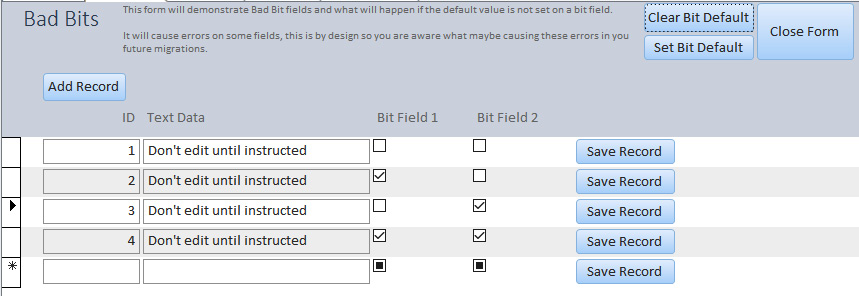 Bad Bits
This form will demonstrate Bad Bit fields and what will happen if the default value is not set on a bit field.
It will cause errors on some fields, this is by design so you are aware what maybe causing these errors in you
future migrations.
Clear Bit Default
Set Bit Default
Close Form
Add Record
ID Text Data Bit Field 1 Bit Field 2
1 Don't edit until instructed Save Record
2 Don't edit until instructed Save Record
3 Don't edit until instructed Save Record
4 Don't edit until instructed Save Record
Save Record